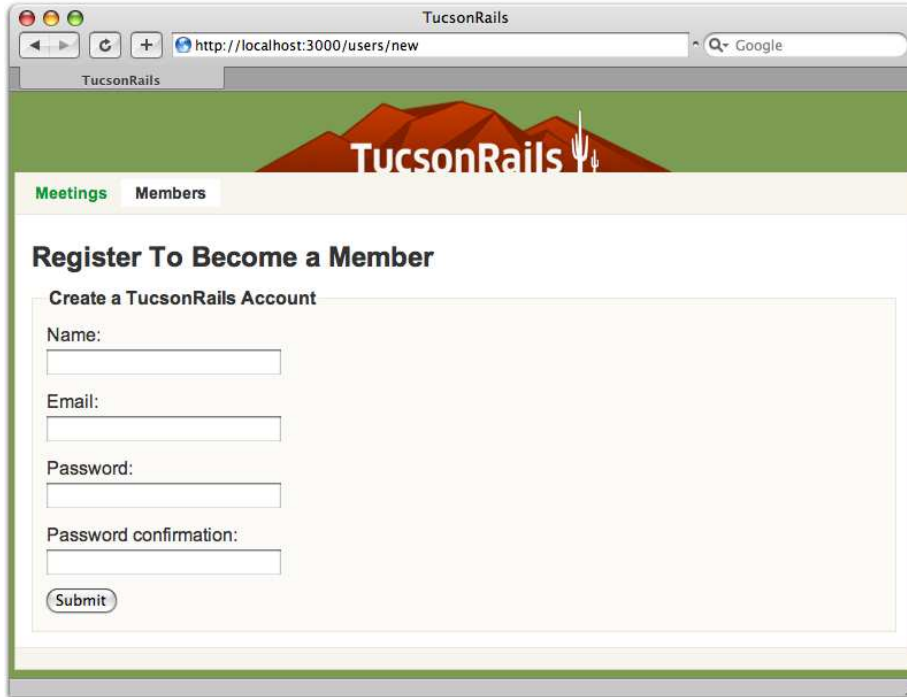 TucsonRails
http://localhost:3000/users/new
Google
TucsonRails
TucsonRails
Meetings Members
Register To Become a Member
Create a TucsonRails Account
Name:
Email:
Password:
Password confirmation:
Submit